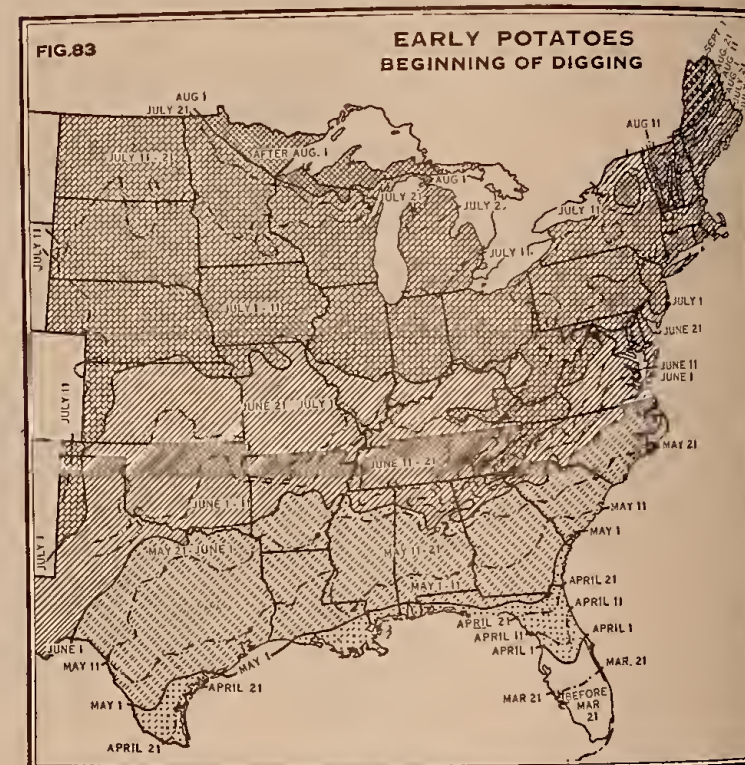 FIG.83
EARLY POTATOES
BEGINNING OF DIGGING
SEPT 1
AUG 21
AUG 11
AUG 1
JULY 21
AFTER AUG. 1
JULY 11 - 21
AUG 11
AUG 1
JULY 21
JULY 11
JULY 11
JULY 11
JULY 1 - 11
JULY 1
JUNE 21
JUNE 11
JUNE 1
JULY 11
JUNE 21 - JULY 1
MAY 21
JUNE 11 - 21
JUNE 1 - 11
MAY 11
MAY 1
MAY 21 - JUNE 1
MAY 11 - 21
MAY 1 - 11
JULY 1
APRIL 21
APRIL 11
APRIL 21
APRIL 11
APRIL 1
APRIL 1
JUNE 1
MAY 11
MAY 1
MAR. 21
APRIL 21
MAR 21
BEFORE
MAR
21
MAY 1
APRIL 21